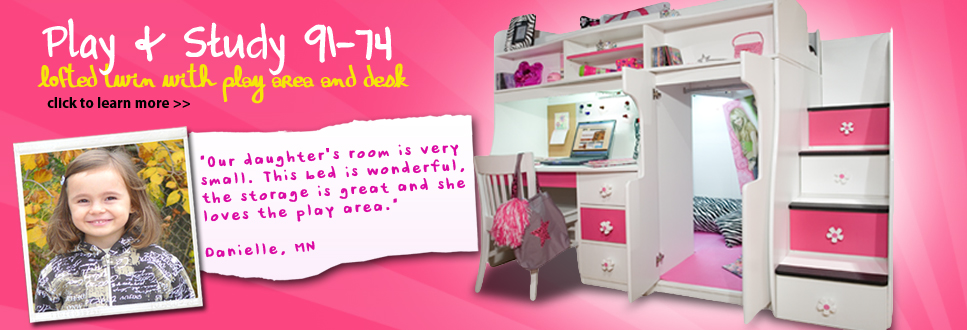 Play & Study 91-74
lofted twin with play area and desk
click to learn more >>
"Our daughter's room is very
small. This bed is wonderful,
the storage is great and she
loves the play area."
Danielle, MN